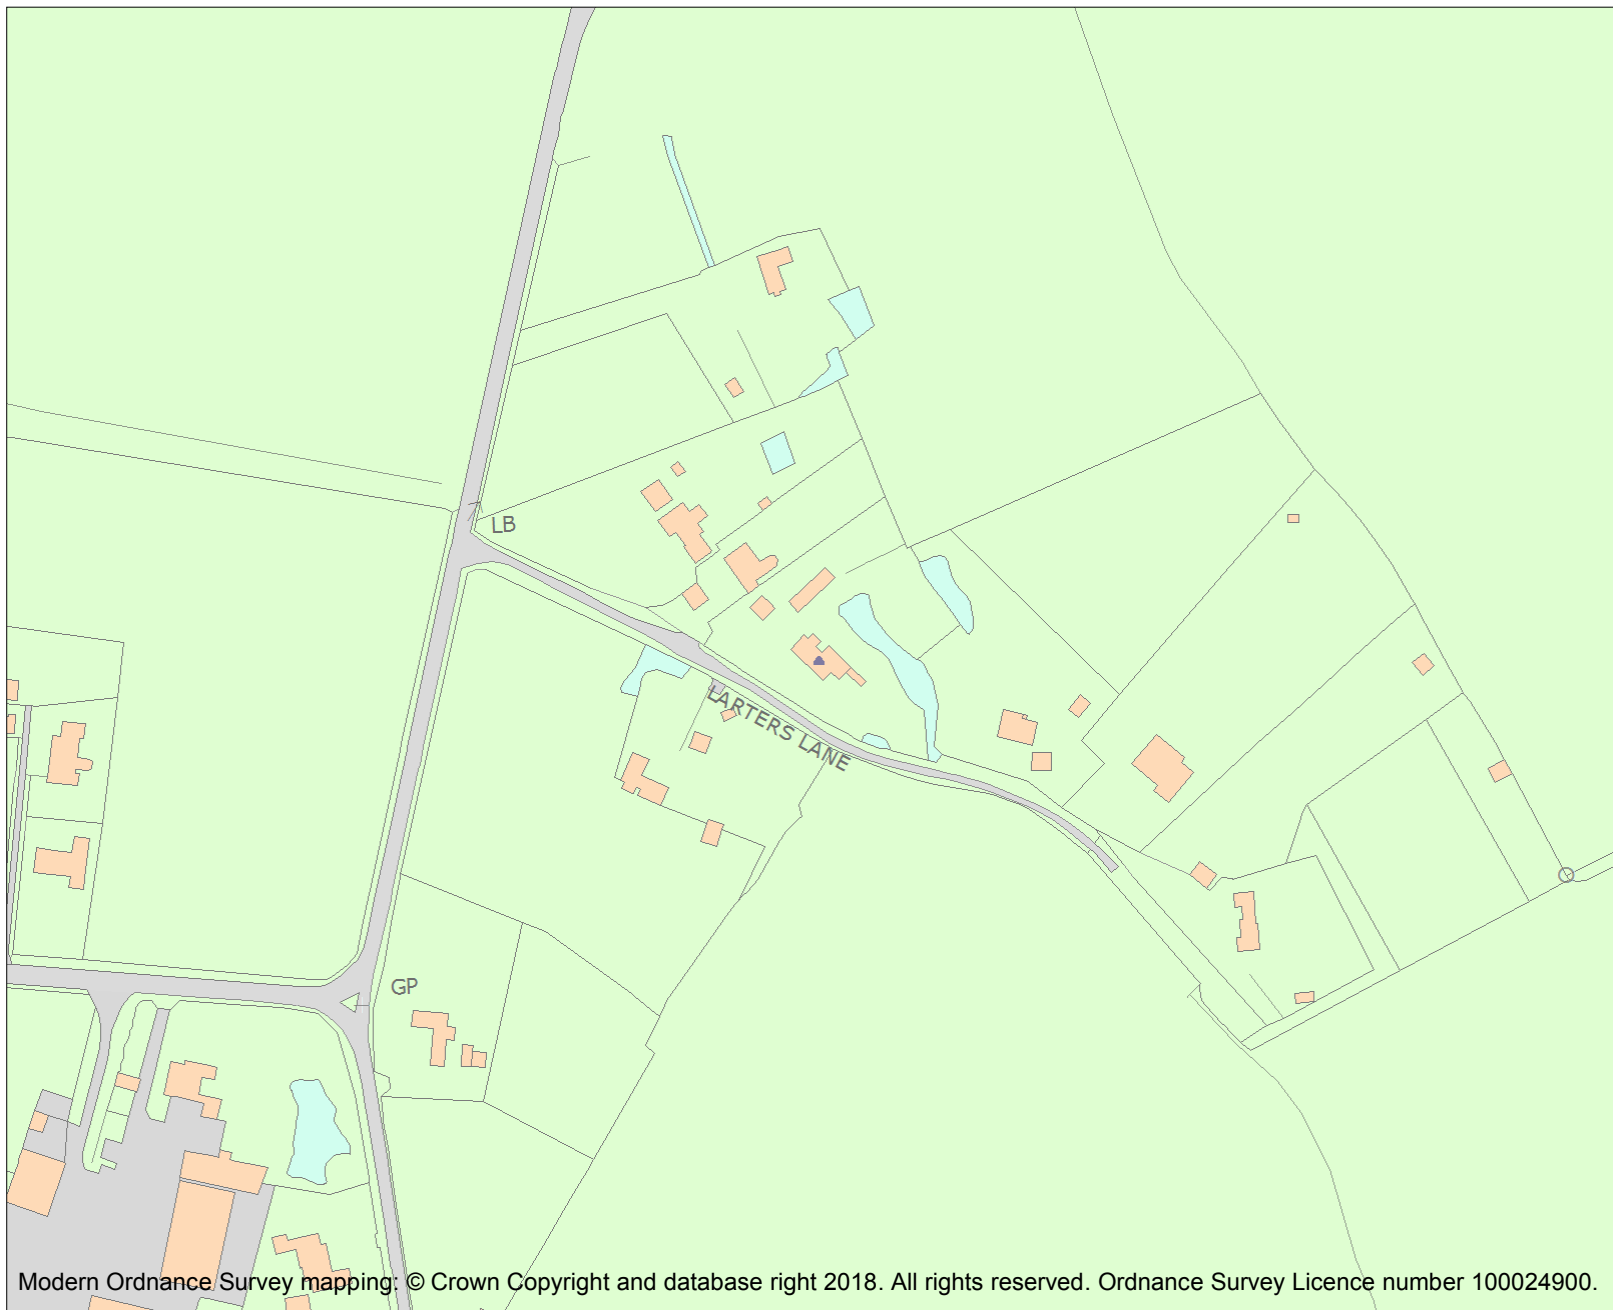 LB
LARTERS LANE
GP
Modern Ordnance Survey mapping: © Crown Copyright and database right 2018. All rights reserved. Ordnance Survey Licence number 100024900.